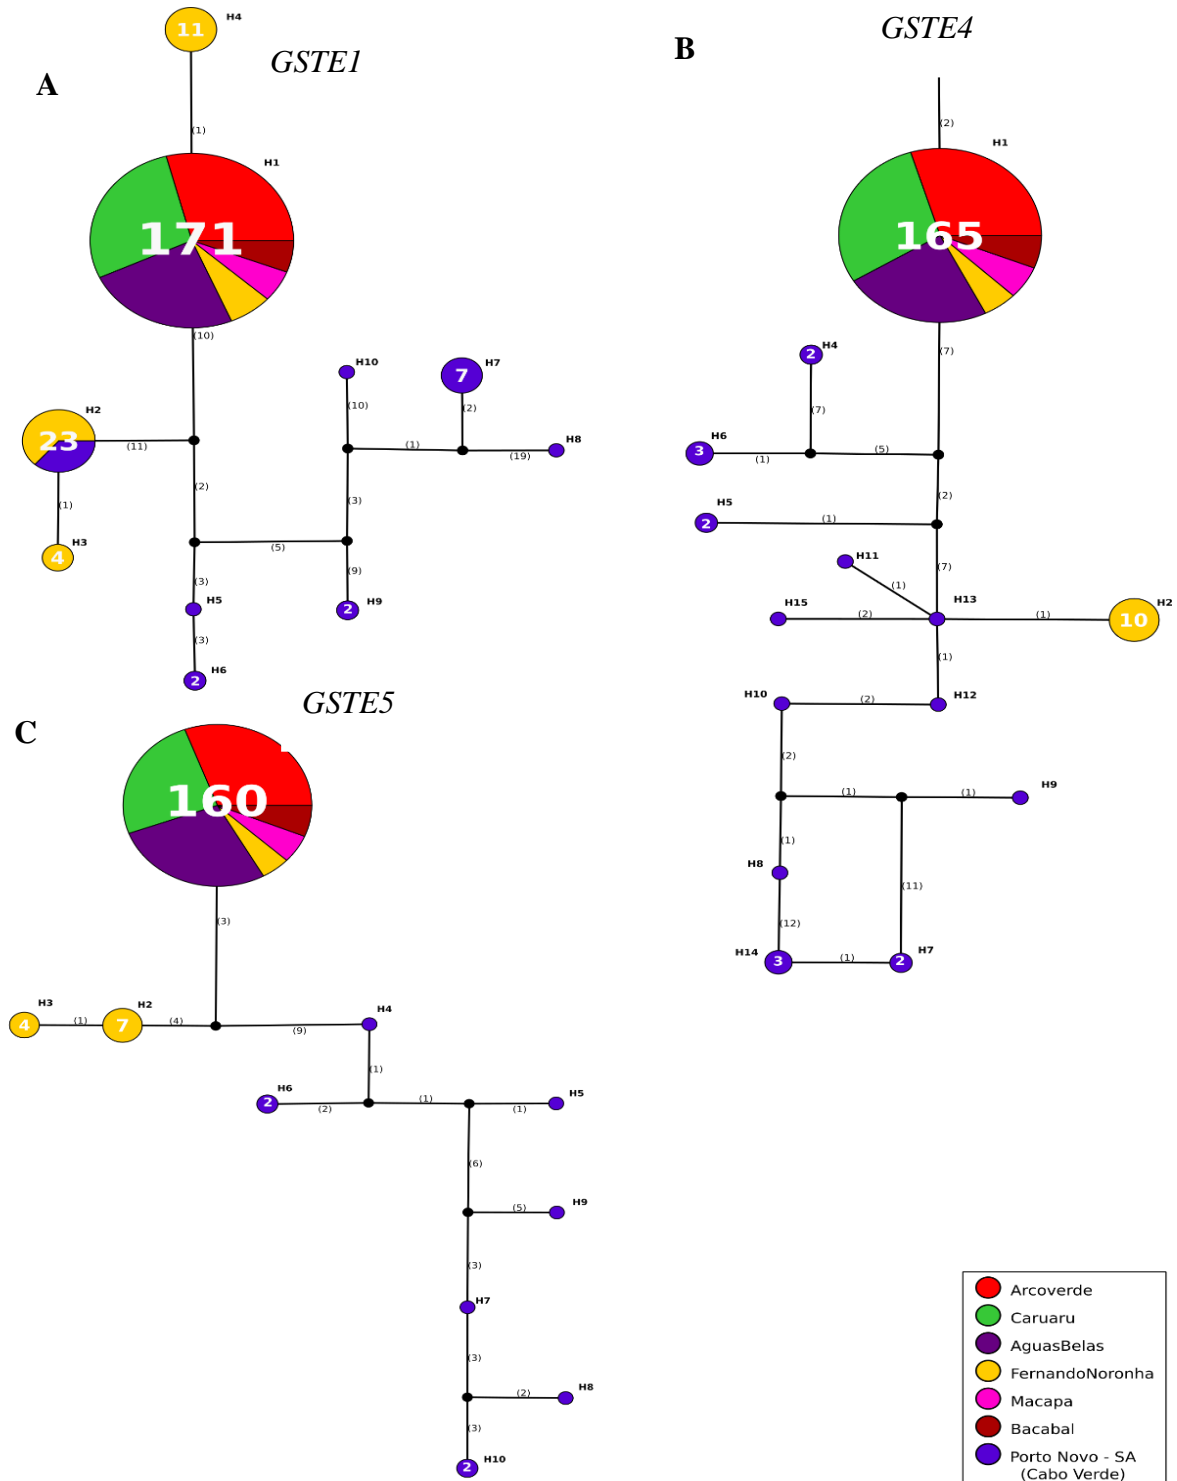 A
GSTE1
11
H4
(1)
H1
171
(10)
H2
23
(11)
(1)
H3
4
(2)
(3)
H5
(3)
2
H6
(5)
H10
(10)
(1)
H7
7
(2)
(19)
H8
(3)
(9)
2
H9
B
GSTE4
(2)
H1
165
(7)
H4
2
(7)
H6
3
(1)
(5)
(2)
H5
2
(1)
(7)
H11
(1)
H13
H15
(2)
(1)
H2
10
(1)
H10
(2)
H12
(2)
(1)
(1)
H9
(1)
H8
(11)
(12)
H14
3
(1)
2
H7
C
GSTE5
160
(3)
H3
4
(1)
H2
7
(4)
(9)
H4
(1)
H6
2
(2)
(1)
(1)
H5
(6)
(5)
H9
(3)
H7
(3)
(2)
H8
(3)
2
H10
Arcoverde
Caruaru
AguasBelas
FernandoNoronha
Macapa
Bacabal
Porto Novo - SA
(Cabo Verde)